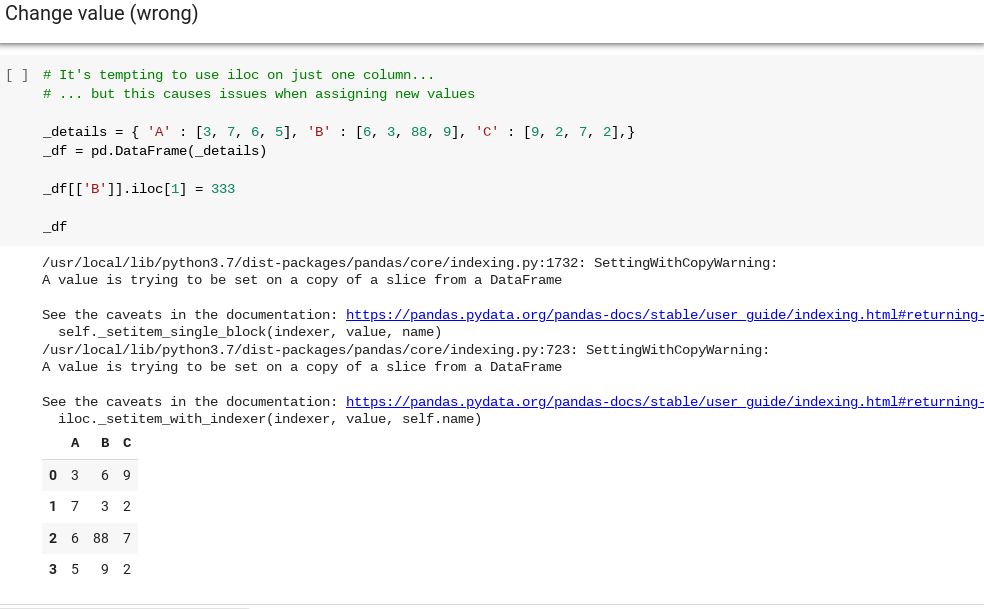 Change value (wrong)
[ ] # It's tempting to use iloc on just one column...
# ... but this causes issues when assigning new values
_details = { 'A' : [3, 7, 6, 5], 'B' : [6, 3, 88, 9], 'C' : [9, 2, 7, 2],}
_df = pd.DataFrame(_details)
_df[['B']].iloc[1] = 333
_df
/usr/local/lib/python3.7/dist-packages/pandas/core/indexing.py:1732: SettingWithCopyWarning:
A value is trying to be set on a copy of a slice from a DataFrame
See the caveats in the documentation: https://pandas.pydata.org/pandas-docs/stable/user_guide/indexing.html#returning-
self._setitem_single_block(indexer, value, name)
/usr/local/lib/python3.7/dist-packages/pandas/core/indexing.py:723: SettingWithCopyWarning:
A value is trying to be set on a copy of a slice from a DataFrame
See the caveats in the documentation: https://pandas.pydata.org/pandas-docs/stable/user_guide/indexing.html#returning-
iloc._setitem_with_indexer(indexer, value, self.name)
A B C
0 3 6 9
1 7 3 2
2 6 88 7
3 5 9 2